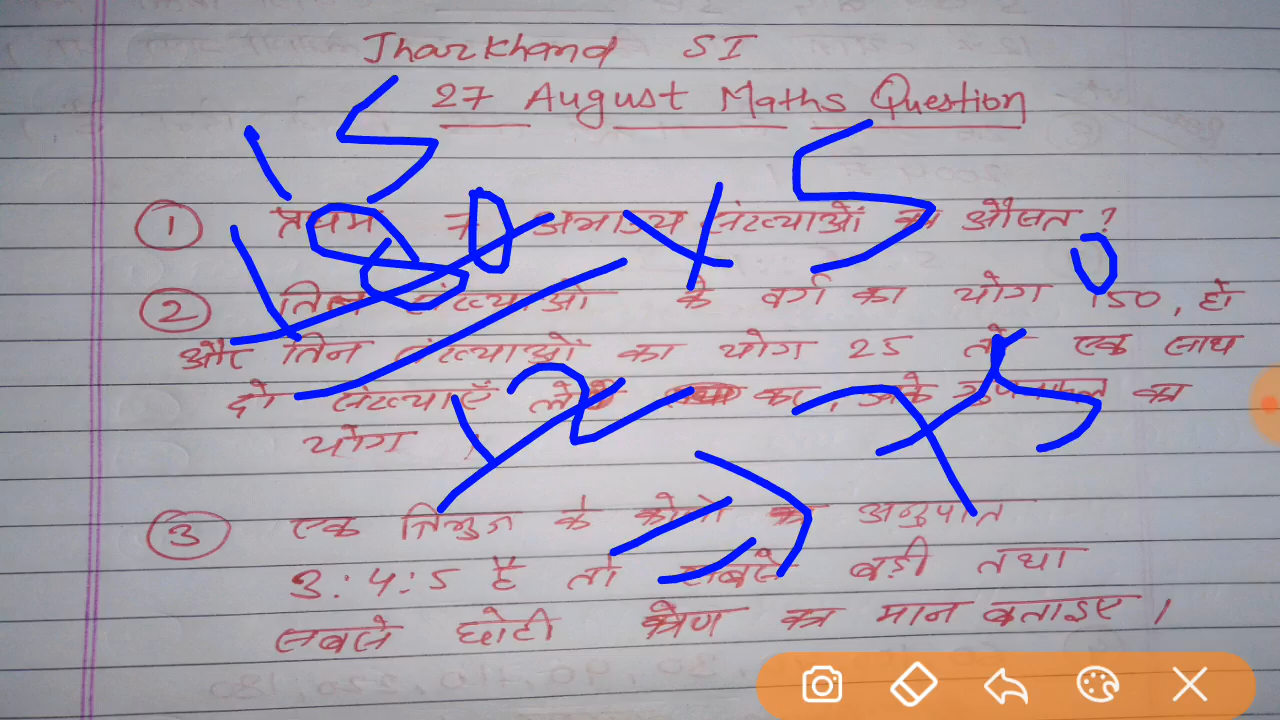 Jharkhand SI
27 August Maths Question
① प्रथम अभाज्य संख्याओं का औसत ?
② तिन संख्याओ के वर्ग का योग 150, हो
और तिन संख्याओं का योग 25 तो एक साथ
दो संख्याएँ लेके कर, उनके गुणनफल का
योग ।
③ एक त्रिभुज के कोणो का अनुपात
3:4:5 है तो सबसे बड़ी तथा
सबसे छोटी कोण का मान बताइए ।